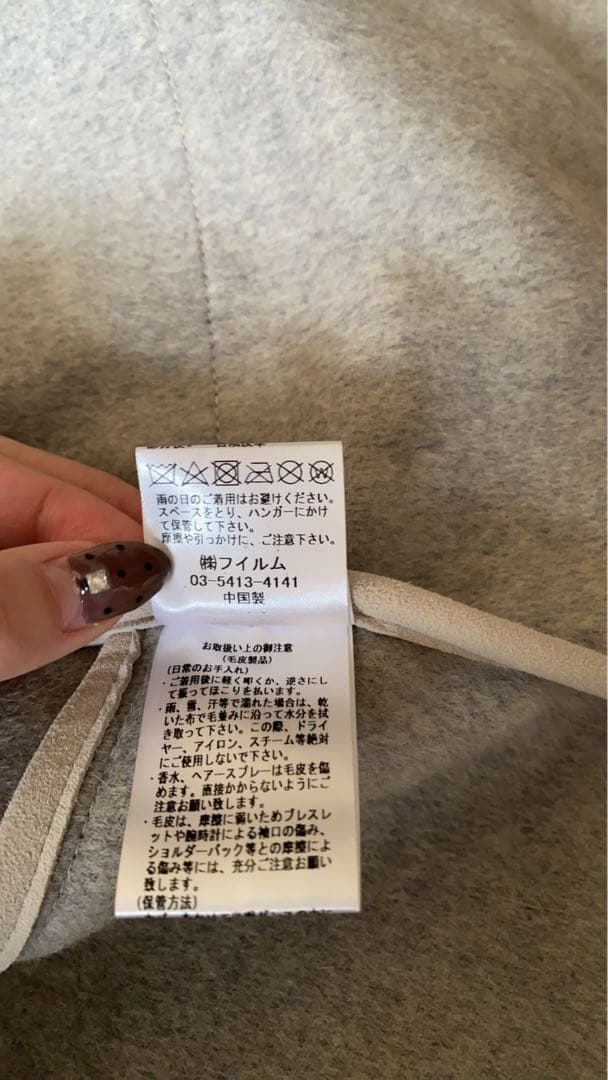 雨の日のご着用はお避けください。
スペースをとり、ハンガーにかけ
て保管して下さい。
摩擦や引っかけに、ご注意下さい。
㈱フイルム
03-5413-4141
中国製
お取扱い上の御注意
(毛皮製品)
(日常のお手入れ)
・ご着用後に軽く叩くか、逆さにし
て振ってほこりを払います。
・雨、雪、汗等で濡れた場合は、乾
いた布で毛並みに沿って水分を拭
き取って下さい。この際、ドライ
ヤー、アイロン、スチーム等絶対
にご使用しないで下さい。
・香水、ヘアースプレーは毛皮を傷
めます。直接かからないようにご
注意お願い致します。
・毛皮は、摩擦に弱いためブレスレ
ットや腕時計による袖口の傷み、
ショルダーバック等との摩擦によ
る傷み等には、充分ご注意お願い
致します。
(保管方法)